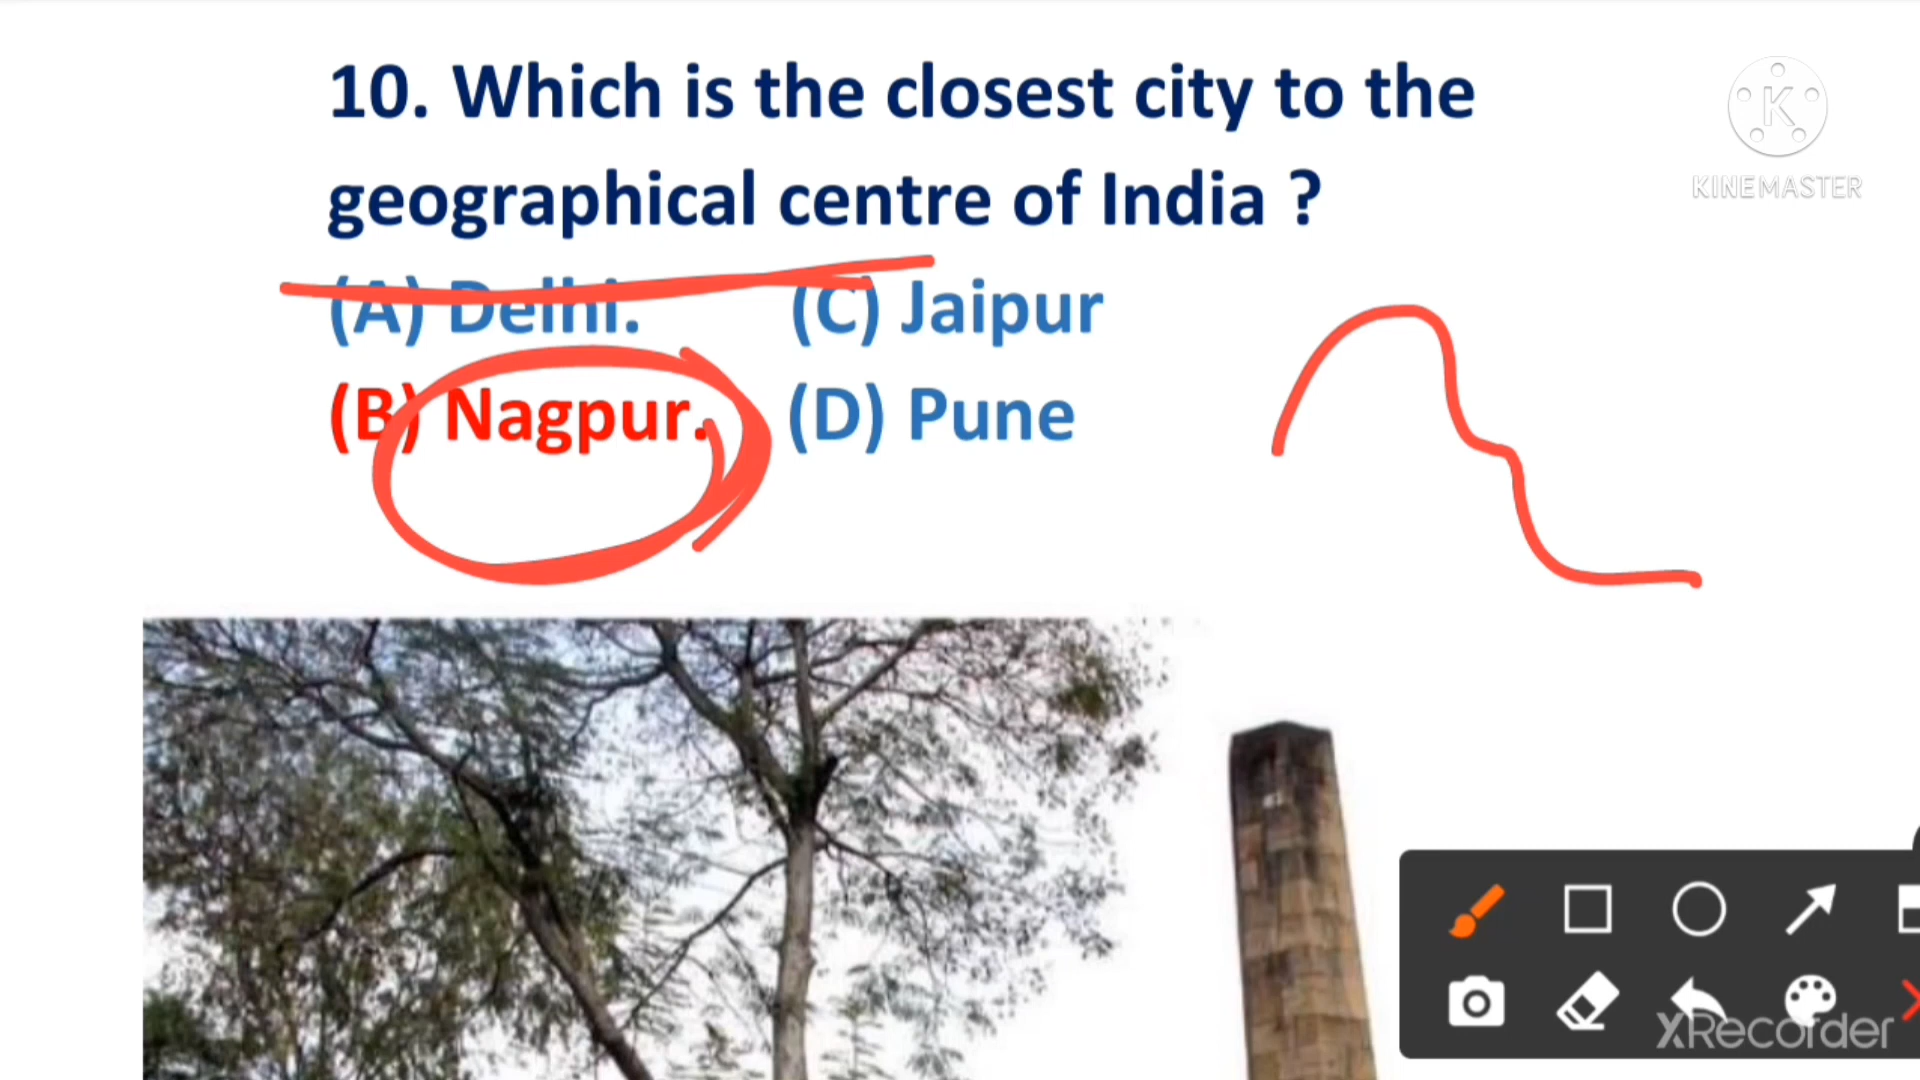 10. Which is the closest city to the
geographical centre of India ?
(A) Delhi. (C) Jaipur
(B) Nagpur. (D) Pune
KINEMASTER
XRecorder